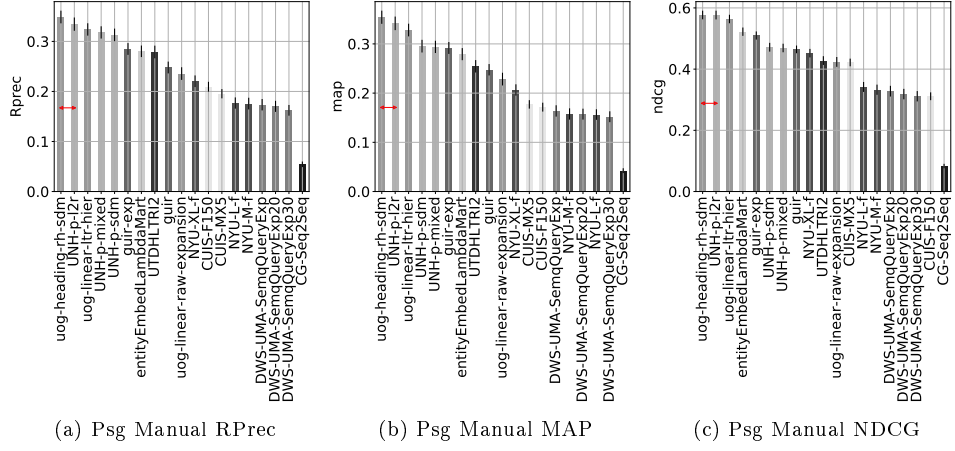 Rprec
0.3
0.2
0.1
0.0
uog-heading-rh-sdm
UNH-p-l2r
uog-linear-ltr-hier
UNH-p-mixed
UNH-p-sdm
guir-exp
entityEmbedLambdaMart
UTDHLTRI2
guir
uog-linear-raw-expansion
NYU-XL-f
CUIS-F150
CUIS-MX5
NYU-L-f
NYU-M-f
DWS-UMA-SemqQueryExp
DWS-UMA-SemqQueryExp20
DWS-UMA-SemqQueryExp30
CG-Seq2Seq
(a) Psg Manual RPrec
map
0.3
0.2
0.1
0.0
uog-heading-rh-sdm
UNH-p-l2r
uog-linear-ltr-hier
UNH-p-sdm
UNH-p-mixed
guir-exp
entityEmbedLambdaMart
UTDHLTRI2
guir
uog-linear-raw-expansion
NYU-XL-f
CUIS-MX5
CUIS-F150
DWS-UMA-SemqQueryExp
NYU-M-f
DWS-UMA-SemqQueryExp20
NYU-L-f
DWS-UMA-SemqQueryExp30
CG-Seq2Seq
(b) Psg Manual MAP
ndcg
0.6
0.4
0.2
0.0
uog-heading-rh-sdm
UNH-p-l2r
uog-linear-ltr-hier
entityEmbedLambdaMart
guir-exp
UNH-p-sdm
UNH-p-mixed
guir
NYU-XL-f
UTDHLTRI2
uog-linear-raw-expansion
CUIS-MX5
NYU-L-f
NYU-M-f
DWS-UMA-SemqQueryExp
DWS-UMA-SemqQueryExp20
DWS-UMA-SemqQueryExp30
CUIS-F150
CG-Seq2Seq
(c) Psg Manual NDCG